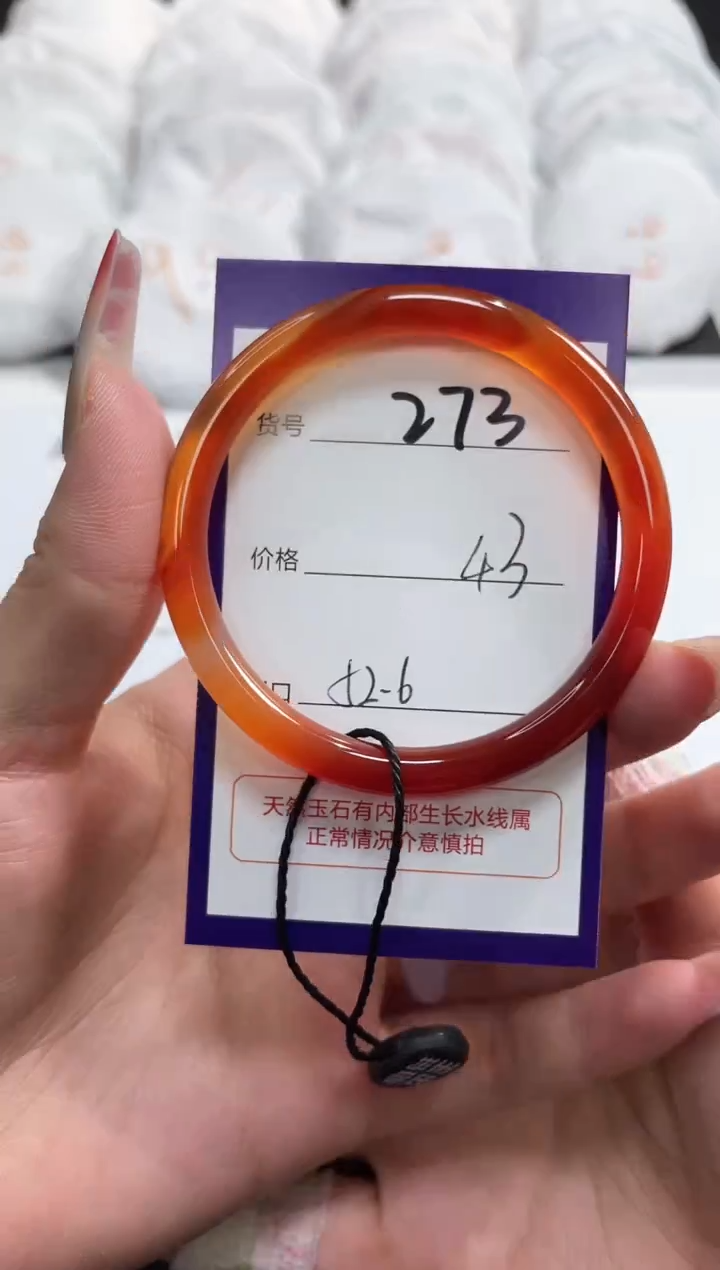 货号 273
价格 43
口 52-6
天然玉石有内部生长水线属
正常情况介意慎拍